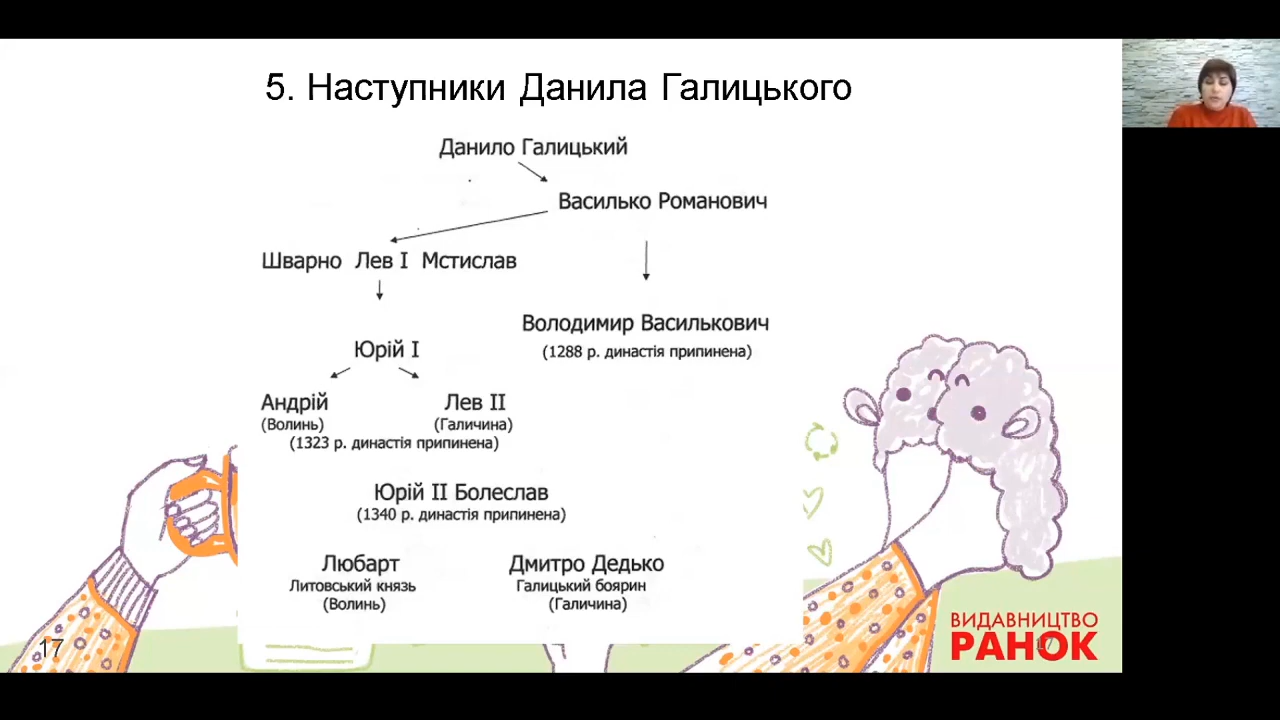 5. Наступники Данила Галицького
Данило Галицький
Василько Романович
Шварно Лев I Мстислав
Володимир Василькович
(1288 р. династія припинена)
Юрій I
Андрій
(Волинь)
Лев II
(Галичина)
(1323 р. династія припинена)
Юрій II Болеслав
(1340 р. династія припинена)
Любарт
Литовський князь
(Волинь)
Дмитро Дедько
Галицький боярин
(Галичина)
ВИДАВНИЦТВО
РАНОК
17
17